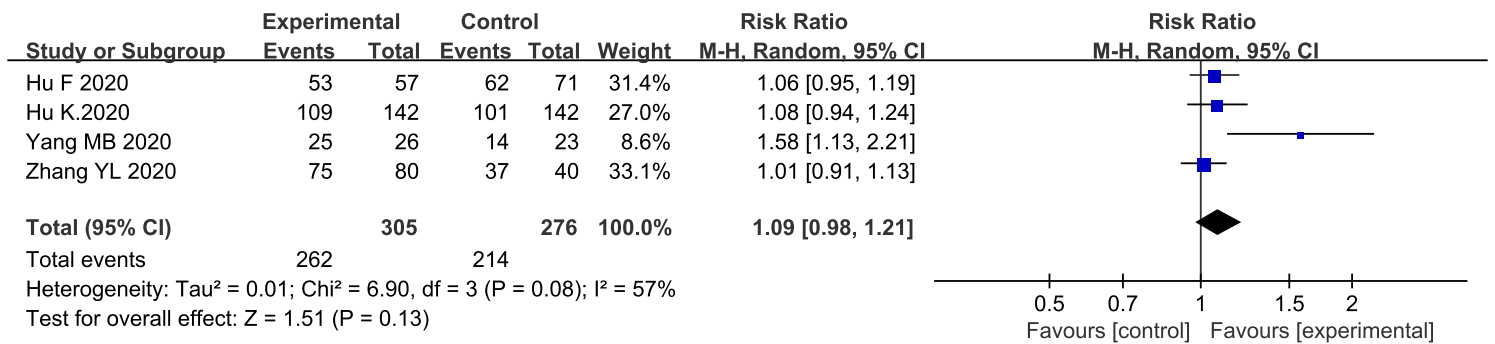 Experimental Control Risk Ratio Risk Ratio
Study or Subgroup Events Total Events Total Weight M-H, Random, 95% CI M-H, Random, 95% CI
Hu F 2020 53 57 62 71 31.4% 1.06 [0.95, 1.19]
Hu K.2020 109 142 101 142 27.0% 1.08 [0.94, 1.24]
Yang MB 2020 25 26 14 23 8.6% 1.58 [1.13, 2.21]
Zhang YL 2020 75 80 37 40 33.1% 1.01 [0.91, 1.13]
Total (95% CI) 305 276 100.0% 1.09 [0.98, 1.21]
Total events 262 214
Heterogeneity: Tau² = 0.01; Chi² = 6.90, df = 3 (P = 0.08); I² = 57%
Test for overall effect: Z = 1.51 (P = 0.13)
0.5 0.7 1 1.5 2
Favours [control] Favours [experimental]